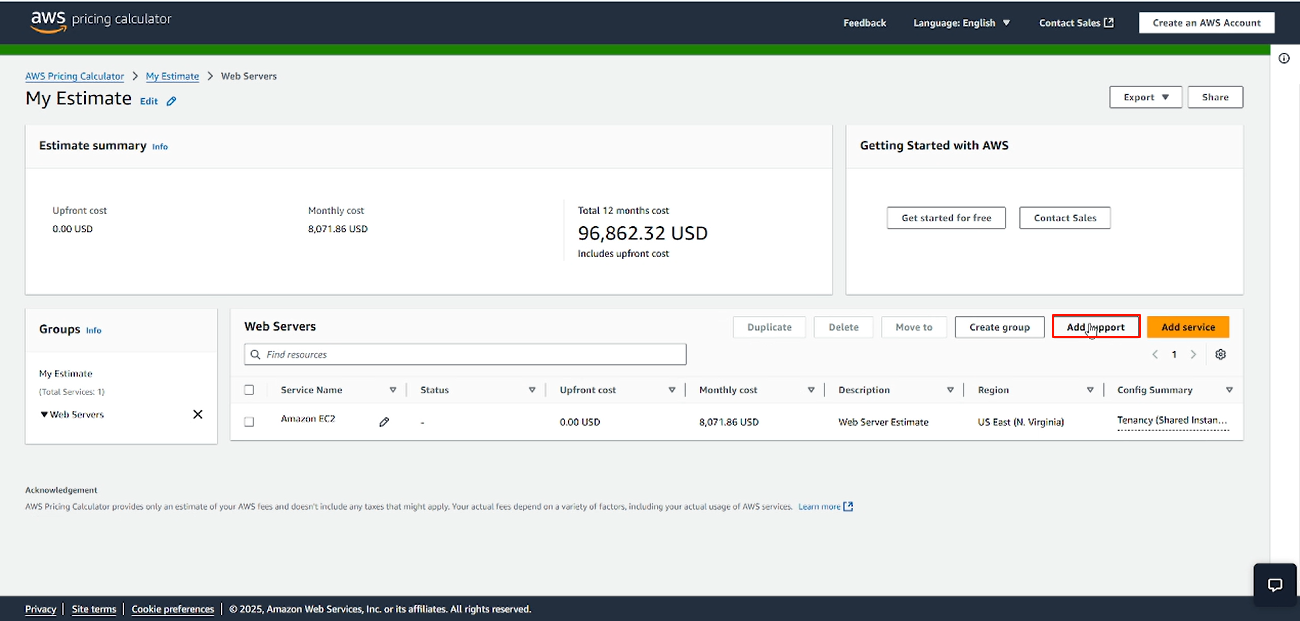 aws pricing calculator
Feedback
Language: English
Contact Sales
Create an AWS Account
AWS Pricing Calculator > My Estimate > Web Servers
My Estimate Edit
Export
Share
Estimate summary Info
Upfront cost
0.00 USD
Monthly cost
8,071.86 USD
Total 12 months cost
96,862.32 USD
Includes upfront cost
Getting Started with AWS
Get started for free
Contact Sales
Groups Info
My Estimate
(Total Services: 1)
Web Servers
Web Servers
Duplicate
Delete
Move to
Create group
Add support
Add service
Find resources
1
Service Name
Status
Upfront cost
Monthly cost
Description
Region
Config Summary
Amazon EC2
-
0.00 USD
8,071.86 USD
Web Server Estimate
US East (N. Virginia)
Tenancy (Shared Instan...
Acknowledgement
AWS Pricing Calculator provides only an estimate of your AWS fees and doesn't include any taxes that might apply. Your actual fees depend on a variety of factors, including your actual usage of AWS services. Learn more
Privacy | Site terms | Cookie preferences | © 2025, Amazon Web Services, Inc. or its affiliates. All rights reserved.